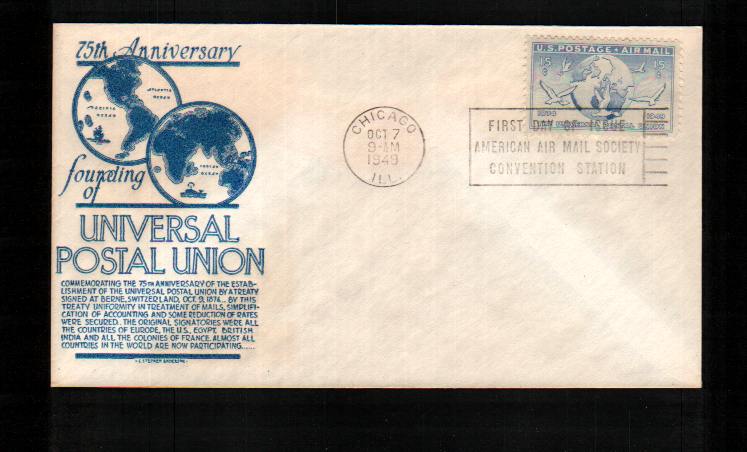 75th Anniversary
PACIFIC
OCEAN
ATLANTIC
OCEAN
INDIAN
OCEAN
founding
of
UNIVERSAL
POSTAL UNION
COMMEMORATING THE 75TH ANNIVERSARY OF THE ESTAB-
LISHMENT OF THE UNIVERSAL POSTAL UNION BY A TREATY
SIGNED AT BERNE, SWITZERLAND, OCT. 9, 1874... BY THIS
TREATY UNIFORMITY IN TREATMENT OF MAILS, SIMPLIFI-
CATION OF ACCOUNTING AND SOME REDUCTION OF RATES
WERE SECURED. THE ORIGINAL SIGNATORIES WERE ALL
THE COUNTRIES OF EUROPE, THE U.S., EGYPT, BRITISH
INDIA AND ALL THE COLONIES OF FRANCE. ALMOST ALL
COUNTRIES IN THE WORLD ARE NOW PARTICIPATING......
CHICAGO
OCT 7
9-AM
1949
ILL.
U.S. POSTAGE • AIR MAIL
15¢ 15¢
1949
UNIVERSAL POSTAL UNION
FIRST DAY OF ISSUE
AMERICAN AIR MAIL SOCIETY
CONVENTION STATION